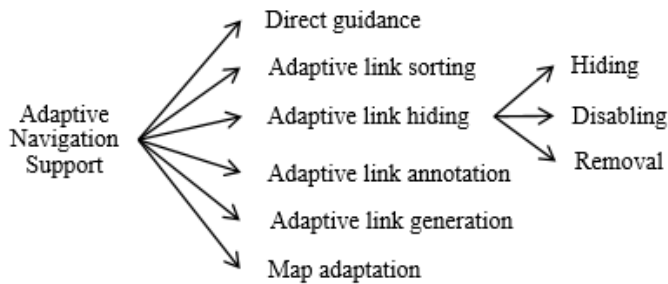 Direct guidance
Adaptive link sorting
Hiding
Adaptive
Navigation
Support
Adaptive link hiding
Disabling
Removal
Adaptive link annotation
Adaptive link generation
Map adaptation